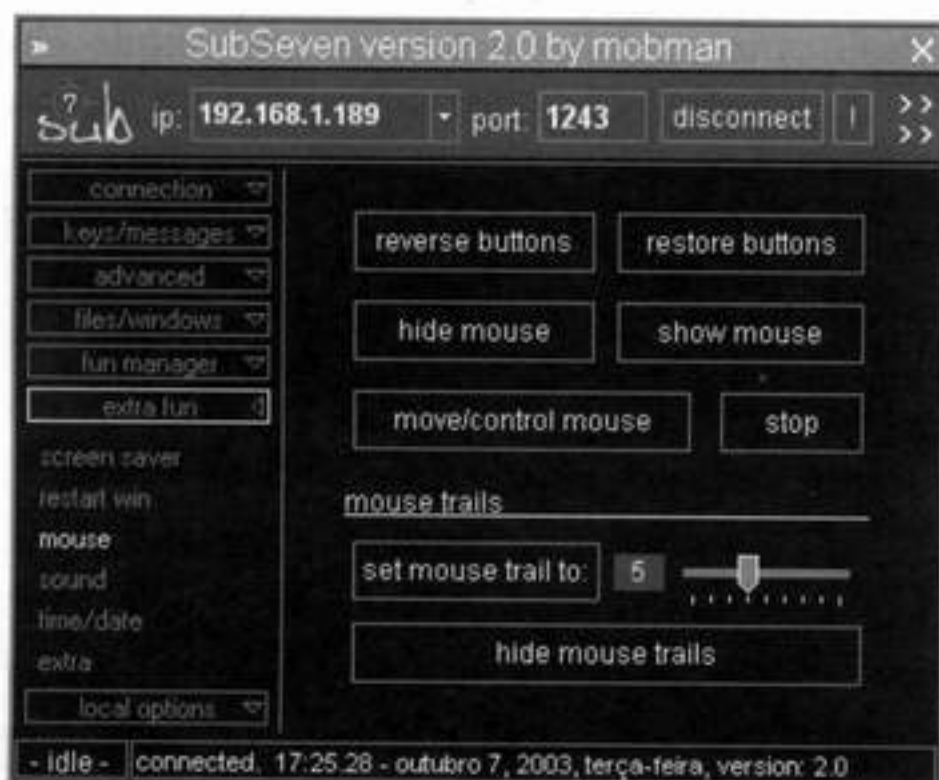 SubSeven version 2.0 by mobman X
sub7 ip: 192.168.1.189 port: 1243 disconnect ! >> >>
connection
keys/messages
advanced
files/windows
fun manager
extra fun
screen saver
restart win
mouse
sound
time/date
extra
local options
reverse buttons restore buttons
hide mouse show mouse
move/control mouse stop
mouse trails
set mouse trail to: 5
hide mouse trails
- idle - connected. 17:25.28 - outubro 7, 2003, terça-feira, version: 2.0